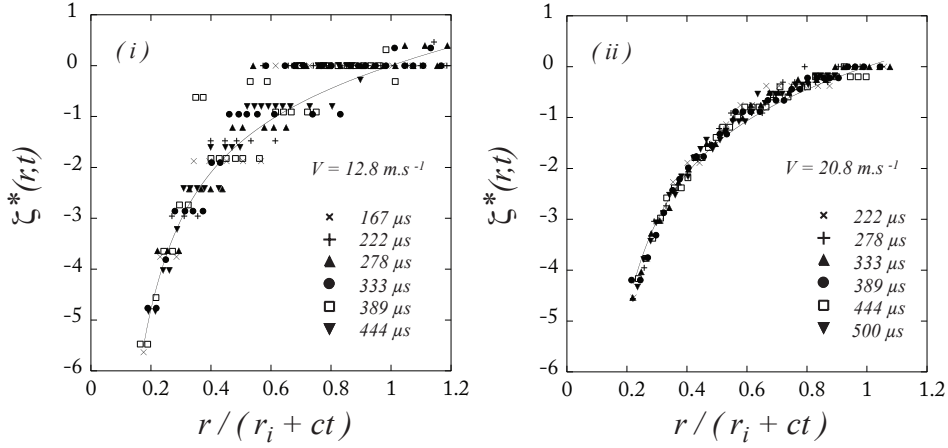 (i)
ζ*(r,t)
1
0
-1
-2
-3
-4
-5
-6
V = 12.8 m.s⁻¹
167 μs
222 μs
278 μs
333 μs
389 μs
444 μs
0 0.2 0.4 0.6 0.8 1 1.2
r / ( r_i + ct )
(ii)
ζ*(r,t)
1
0
-1
-2
-3
-4
-5
-6
V = 20.8 m.s⁻¹
222 μs
278 μs
333 μs
389 μs
444 μs
500 μs
0 0.2 0.4 0.6 0.8 1 1.2
r / ( r_i + ct )